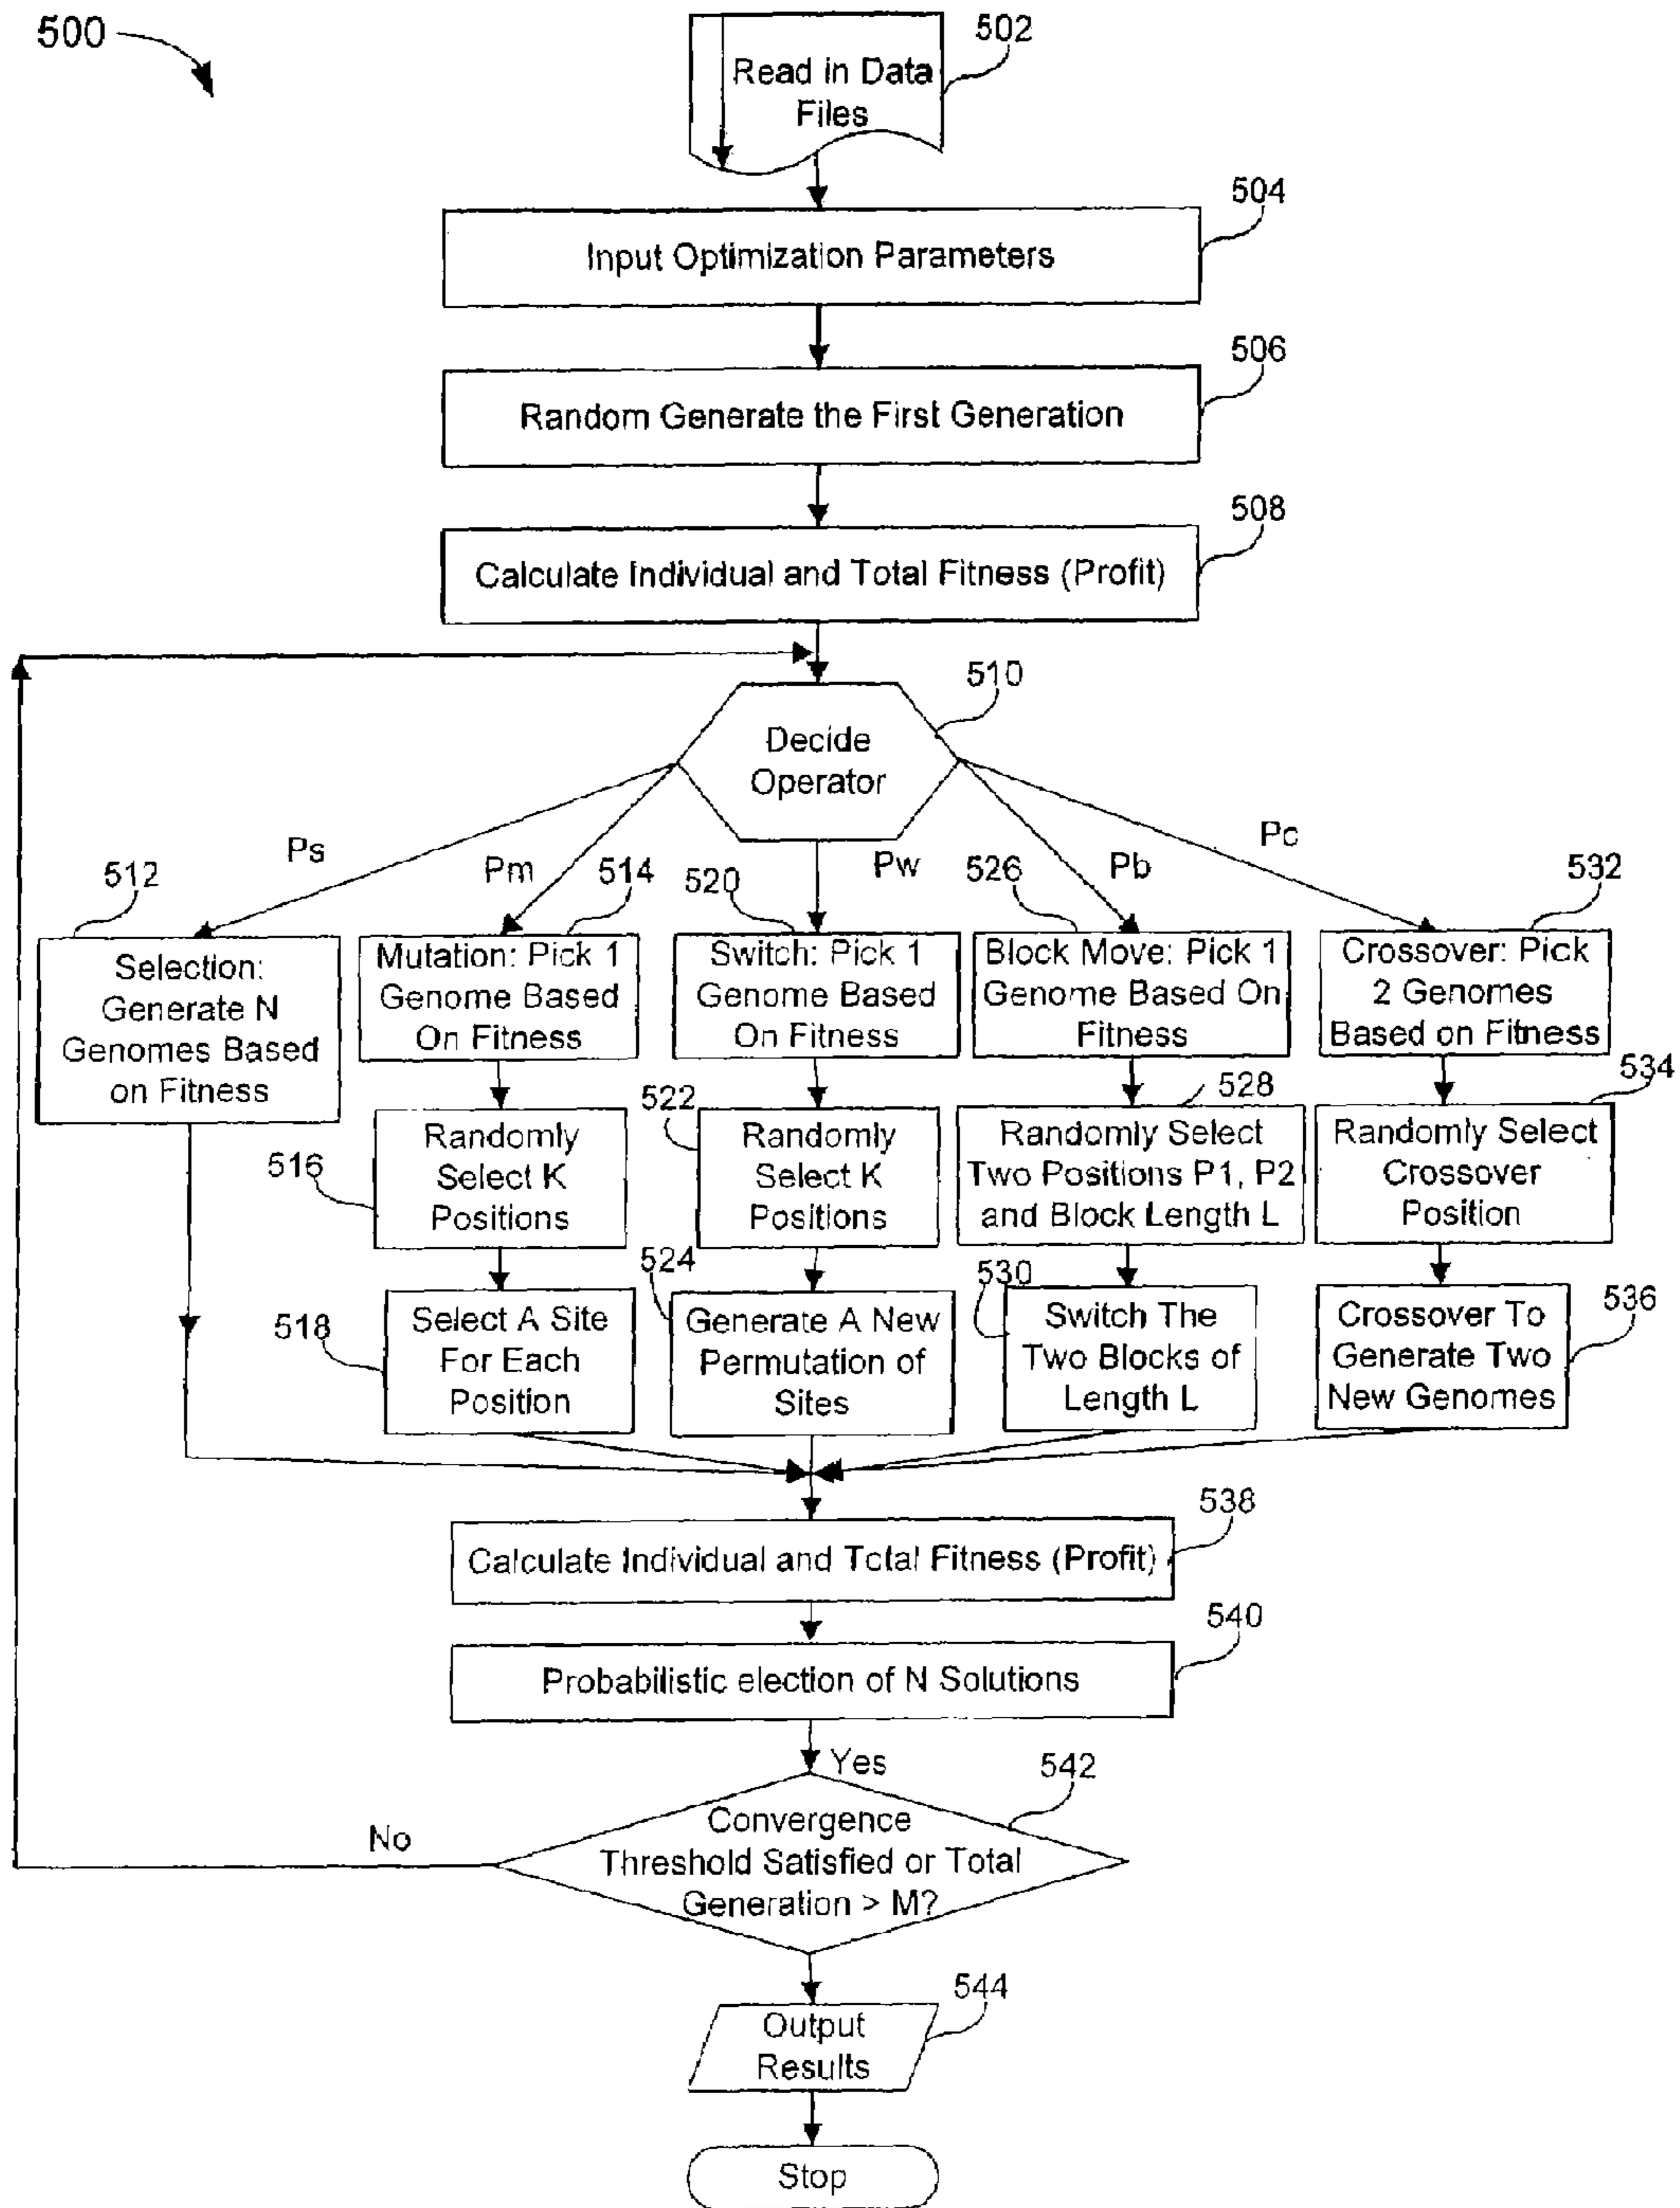 500
502
Read in Data
Files
504
Input Optimization Parameters
506
Random Generate the First Generation
508
Calculate Individual and Total Fitness (Profit)
510
Decide
Operator
Ps
Pm
Pw
Pb
Pc
512
Selection:
Generate N
Genomes Based
on Fitness
514
Mutation: Pick 1
Genome Based
On Fitness
520
Switch: Pick 1
Genome Based
On Fitness
526
Block Move: Pick 1
Genome Based On
Fitness
532
Crossover: Pick
2 Genomes
Based on Fitness
516
Randomly
Select K
Positions
522
Randomly
Select K
Positions
528
Randomly Select
Two Positions P1, P2
and Block Length L
534
Randomly Select
Crossover
Position
518
Select A Site
For Each
Position
524
Generate A New
Permutation of
Sites
530
Switch The
Two Blocks of
Length L
536
Crossover To
Generate Two
New Genomes
538
Calculate Individual and Total Fitness (Profit)
540
Probabilistic election of N Solutions
Yes
542
Convergence
Threshold Satisfied or Total
Generation > M?
No
544
Output
Results
Stop